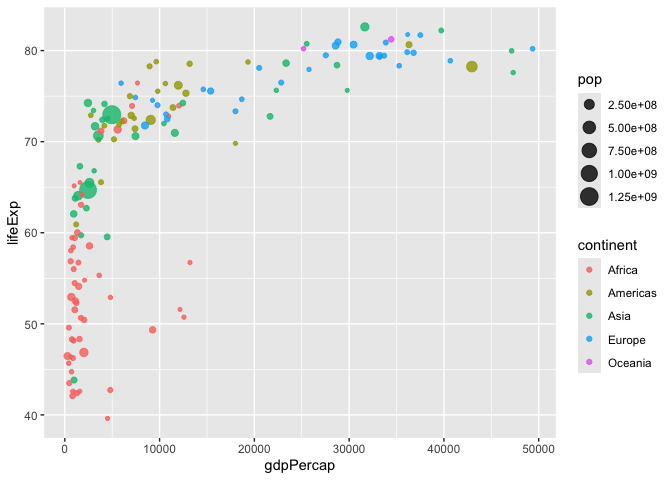 80
70
60
50
40
lifeExp
0
10000
20000
30000
40000
50000
gdpPercap
pop
2.50e+08
5.00e+08
7.50e+08
1.00e+09
1.25e+09
continent
Africa
Americas
Asia
Europe
Oceania